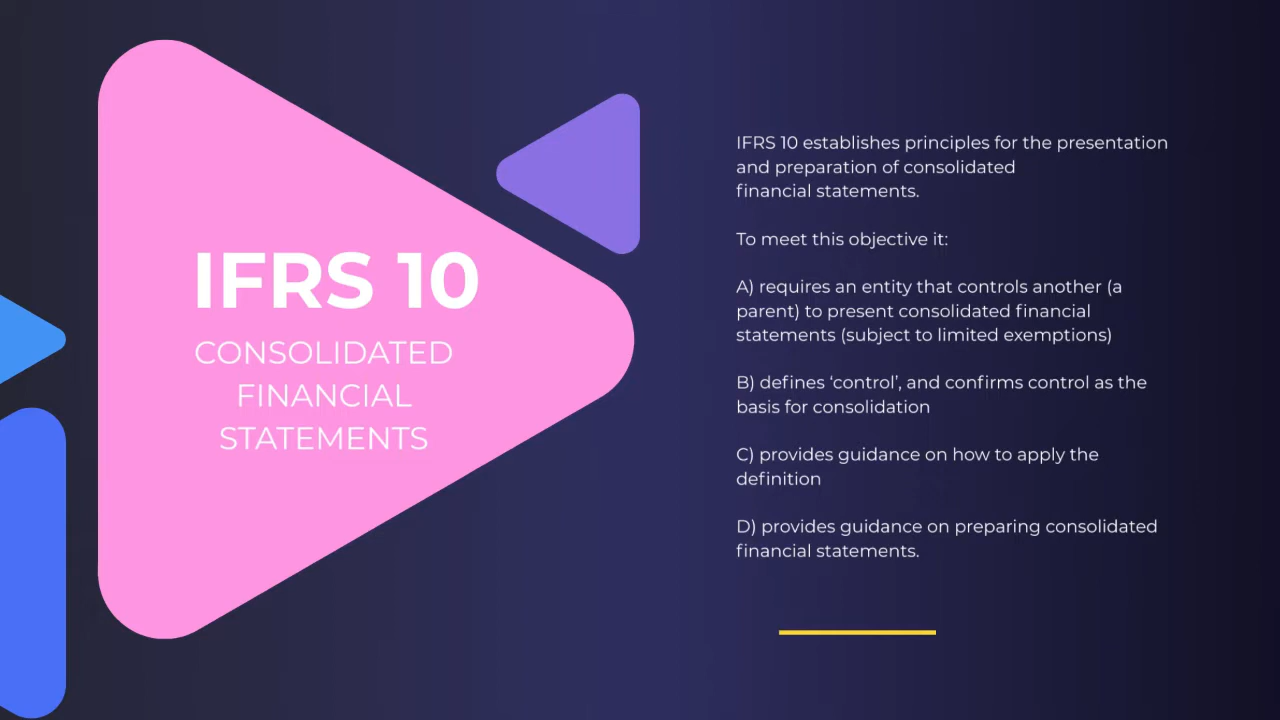 IFRS 10
CONSOLIDATED
FINANCIAL
STATEMENTS
IFRS 10 establishes principles for the presentation
and preparation of consolidated
financial statements.
To meet this objective it:
A) requires an entity that controls another (a
parent) to present consolidated financial
statements (subject to limited exemptions)
B) defines ‘control’, and confirms control as the
basis for consolidation
C) provides guidance on how to apply the
definition
D) provides guidance on preparing consolidated
financial statements.